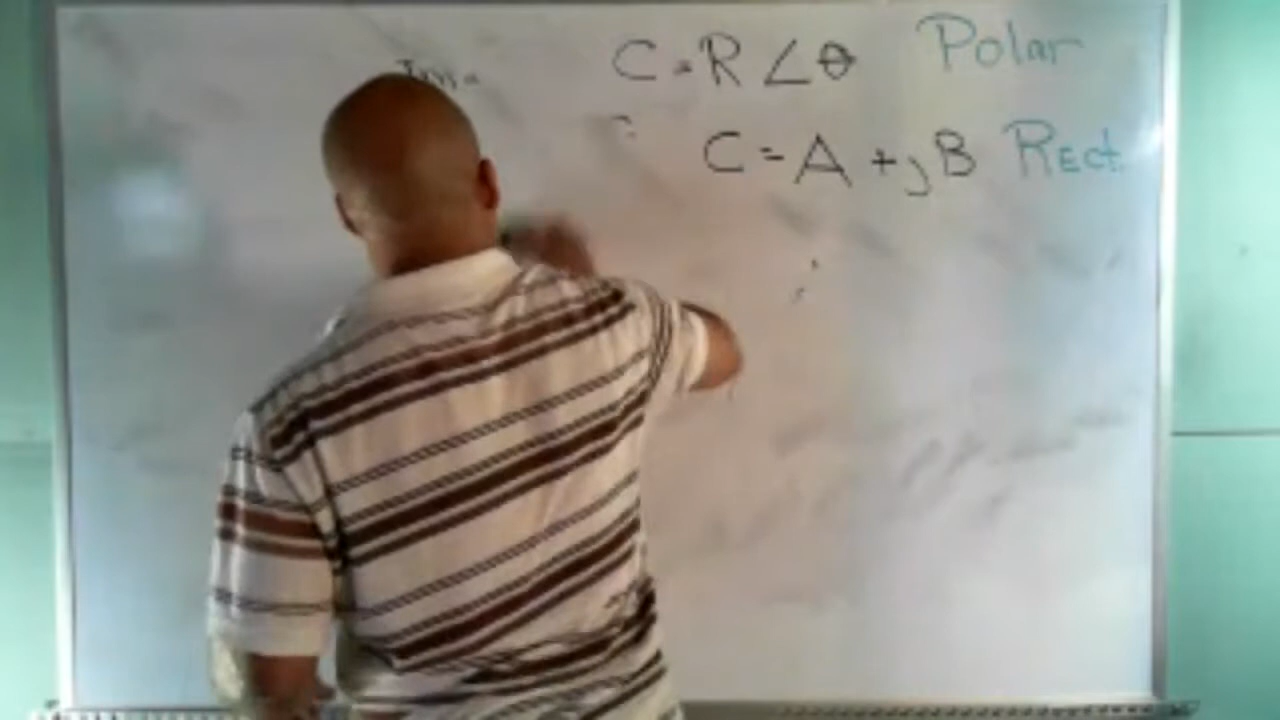 C = R ∠θ Polar
C = A + jB Rect.